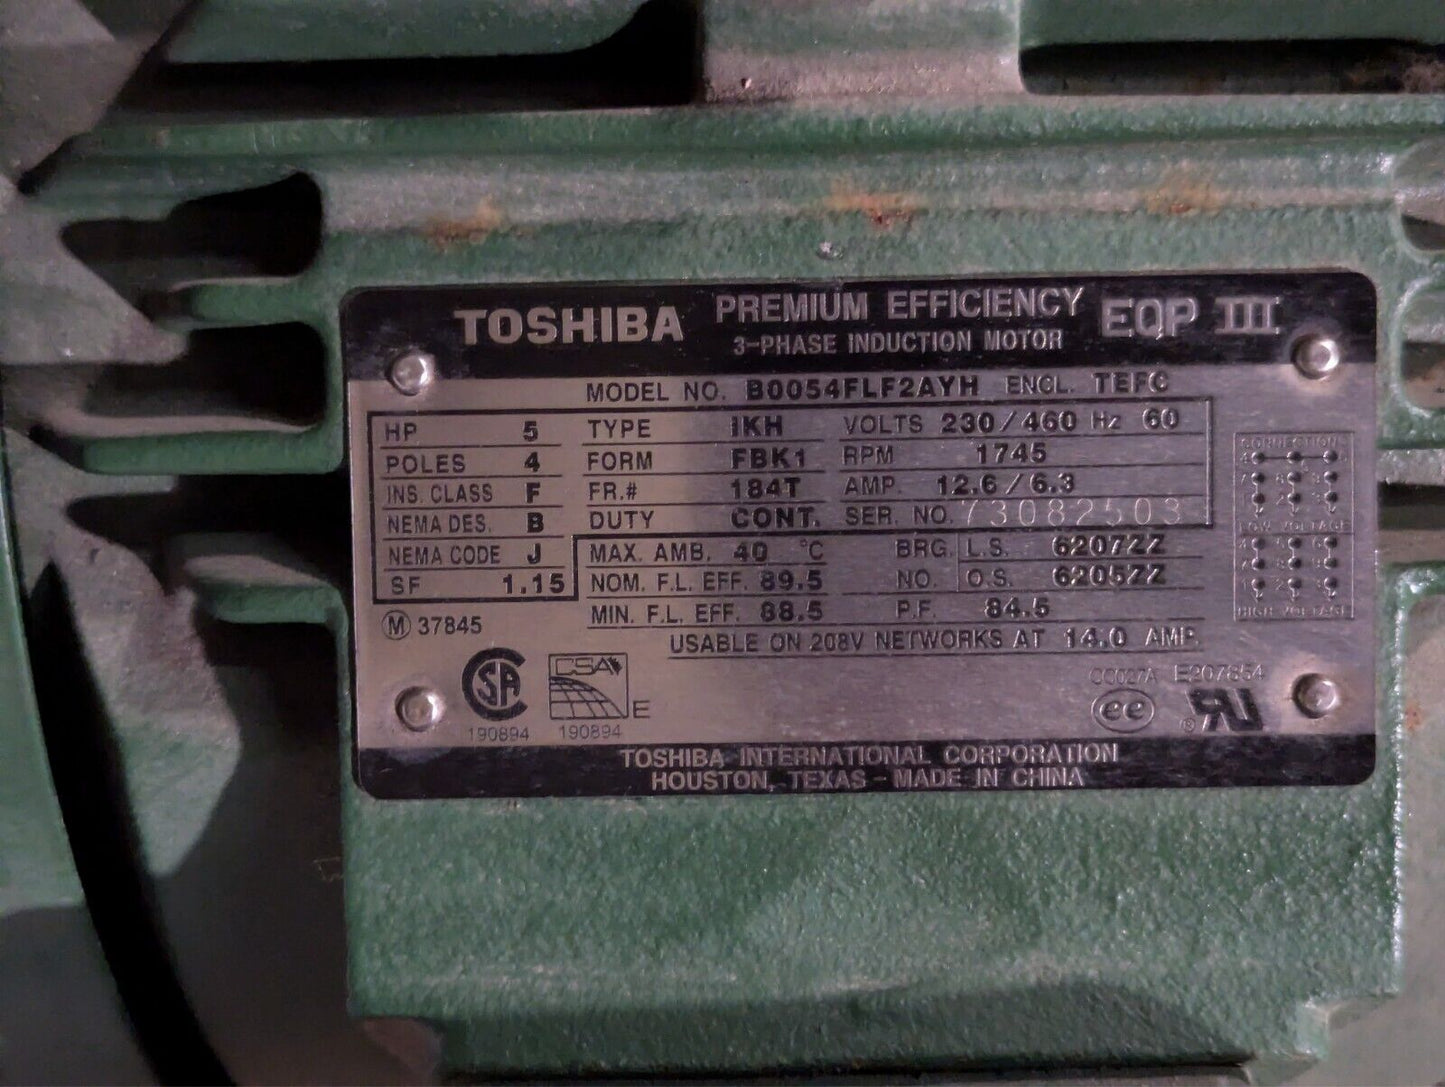 TOSHIBA PREMIUM EFFICIENCY EQP III
3-PHASE INDUCTION MOTOR
MODEL NO. B0054FLF2AYH ENCL. TEFC
HP 5 TYPE IKH VOLTS 230/460 Hz 60
POLES 4 FORM FBK1 RPM 1745
INS. CLASS F FR.# 184T AMP. 12.6/6.3
NEMA DES. B DUTY CONT. SER. NO. 73082503
NEMA CODE J MAX. AMB. 40 °C BRG. L.S. 6207ZZ
SF 1.15 NOM. F.L. EFF. 89.5 NO. O.S. 6205ZZ
MIN. F.L. EFF. 88.5 P.F. 84.5
M 37845
USABLE ON 208V NETWORKS AT 14.0 AMP.
CONNECTIONS
LOW VOLTAGE
HIGH VOLTAGE
CSA CSA E CC027A E207854
190894 190894 ee ® RU
TOSHIBA INTERNATIONAL CORPORATION
HOUSTON, TEXAS - MADE IN CHINA